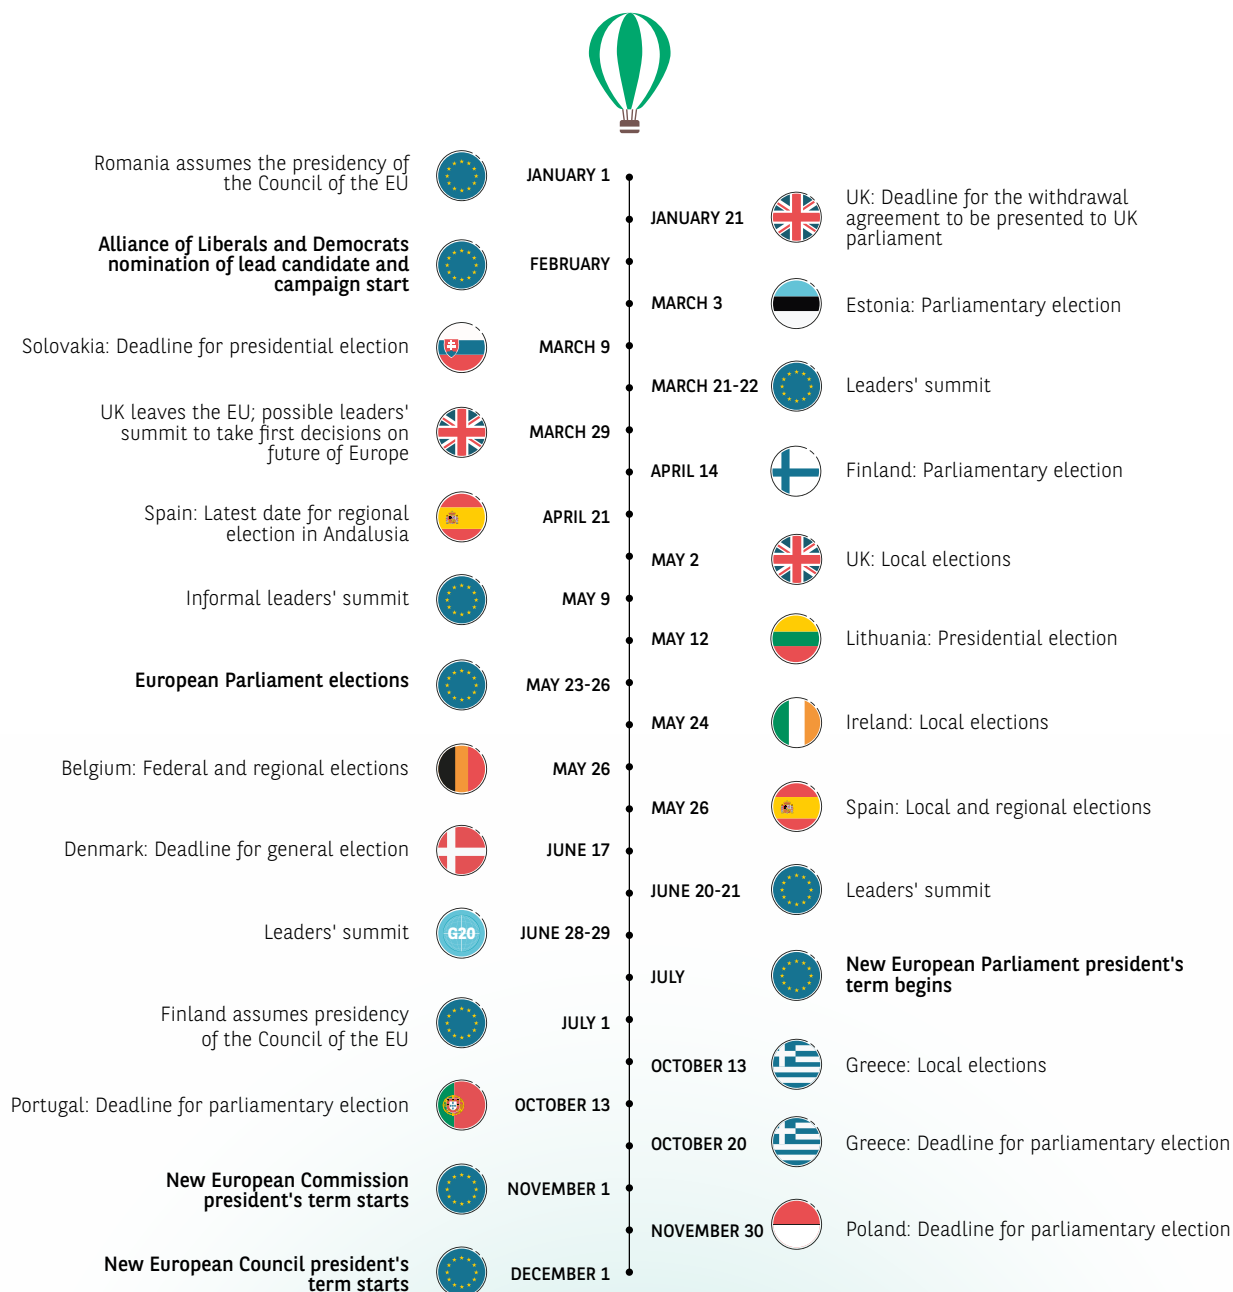 Romania assumes the presidency of
the Council of the EU
JANUARY 1
JANUARY 21
UK: Deadline for the withdrawal
agreement to be presented to UK
parliament
Alliance of Liberals and Democrats
nomination of lead candidate and
campaign start
FEBRUARY
MARCH 3
Estonia: Parliamentary election
Solovakia: Deadline for presidential election
MARCH 9
MARCH 21-22
Leaders' summit
UK leaves the EU; possible leaders'
summit to take first decisions on
future of Europe
MARCH 29
APRIL 14
Finland: Parliamentary election
Spain: Latest date for regional
election in Andalusia
APRIL 21
MAY 2
UK: Local elections
Informal leaders' summit
MAY 9
MAY 12
Lithuania: Presidential election
European Parliament elections
MAY 23-26
MAY 24
Ireland: Local elections
Belgium: Federal and regional elections
MAY 26
MAY 26
Spain: Local and regional elections
Denmark: Deadline for general election
JUNE 17
JUNE 20-21
Leaders' summit
Leaders' summit
G20
JUNE 28-29
JULY
New European Parliament president's
term begins
Finland assumes presidency
of the Council of the EU
JULY 1
OCTOBER 13
Greece: Local elections
Portugal: Deadline for parliamentary election
OCTOBER 13
OCTOBER 20
Greece: Deadline for parliamentary election
New European Commission
president's term starts
NOVEMBER 1
NOVEMBER 30
Poland: Deadline for parliamentary election
New European Council president's
term starts
DECEMBER 1